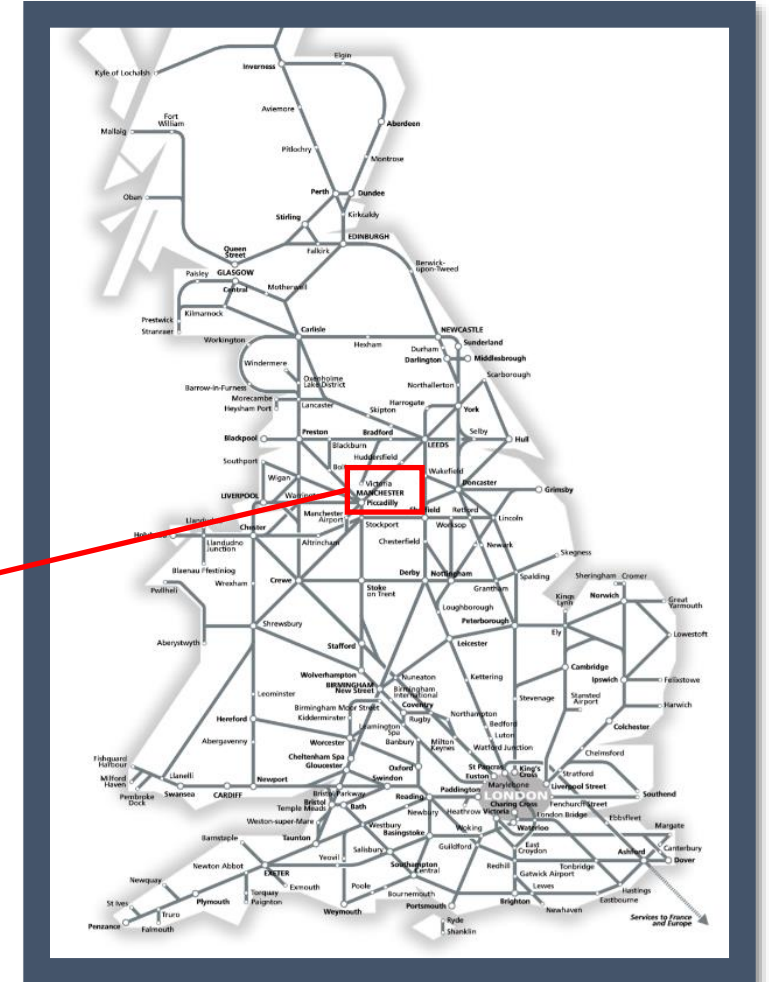 Elgin
Inverness
Kyle of Lochalsh
Aviemore
Fort
William
Mallaig
Aberdeen
Pitlochry
Montrose
Perth
Dundee
Oban
Stirling
Kirkcaldy
EDINBURGH
Queen
Street
Falkirk
Berwick-
upon-Tweed
Paisley
GLASGOW
Central
Motherwell
Kilmarnock
Prestwick
Stranraer
Carlisle
NEWCASTLE
Workington
Hexham
Sunderland
Durham
Darlington
Middlesbrough
Windermere
Oxenholme
Lake District
Scarborough
Barrow-in-Furness
Northallerton
Morecambe
Heysham Port
Lancaster
Harrogate
Skipton
York
Preston
Bradford
Selby
Blackpool
Blackburn
LEEDS
Hull
Huddersfield
Southport
Wakefield
Wigan
Victoria
MANCHESTER
Piccadilly
Doncaster
Grimsby
LIVERPOOL
Manchester
Airport
Retford
Lincoln
Chester
Stockport
Worksop
Llandudno
Junction
Altrincham
Chesterfield
Newark
Skegness
Blaenau Ffestiniog
Wrexham
Crewe
Derby
Nottingham
Spalding
Sheringham
Cromer
Pwllheli
Stoke
on Trent
Grantham
Kings
Lynn
Norwich
Great
Yarmouth
Loughborough
Peterborough
Shrewsbury
Ely
Lowestoft
Aberystwyth
Stafford
Leicester
Wolverhampton
Nuneaton
Kettering
Cambridge
BIRMINGHAM
New Street
Birmingham
International
Ipswich
Felixstowe
Leominster
Coventry
Stevenage
Stansted
Airport
Birmingham Moor Street
Kidderminster
Rugby
Northampton
Harwich
Hereford
Leamington
Spa
Bedford
Colchester
Abergavenny
Worcester
Banbury
Milton
Keynes
Luton
Watford Junction
Chelmsford
Cheltenham Spa
Gloucester
Oxford
St Pancras
Euston
King's
Cross
Stratford
Fishguard
Harbour
Llanelli
Newport
Swindon
Marylebone
Liverpool Street
Milford
Haven
Pembroke
Dock
Swansea
CARDIFF
Bristol Parkway
Reading
Paddington
LONDON
Southend
Bristol
Temple Meads
Bath
Newbury
Heathrow
Victoria
Charing Cross
Fenchurch Street
London Bridge
Ebbsfleet
Weston-super-Mare
Westbury
Basingstoke
Woking
Waterloo
Margate
Barnstaple
Taunton
Salisbury
Guildford
East
Croydon
Canterbury
Yeovil
Ashford
Dover
Newton Abbot
EXETER
Southampton
Central
Redhill
Gatwick Airport
Tonbridge
Newquay
Exmouth
Poole
Bournemouth
Lewes
Hastings
Torquay
Paignton
Plymouth
Weymouth
Portsmouth
Brighton
Newhaven
Eastbourne
St Ives
Truro
Falmouth
Penzance
Ryde
Shanklin
Services to France
and Europe